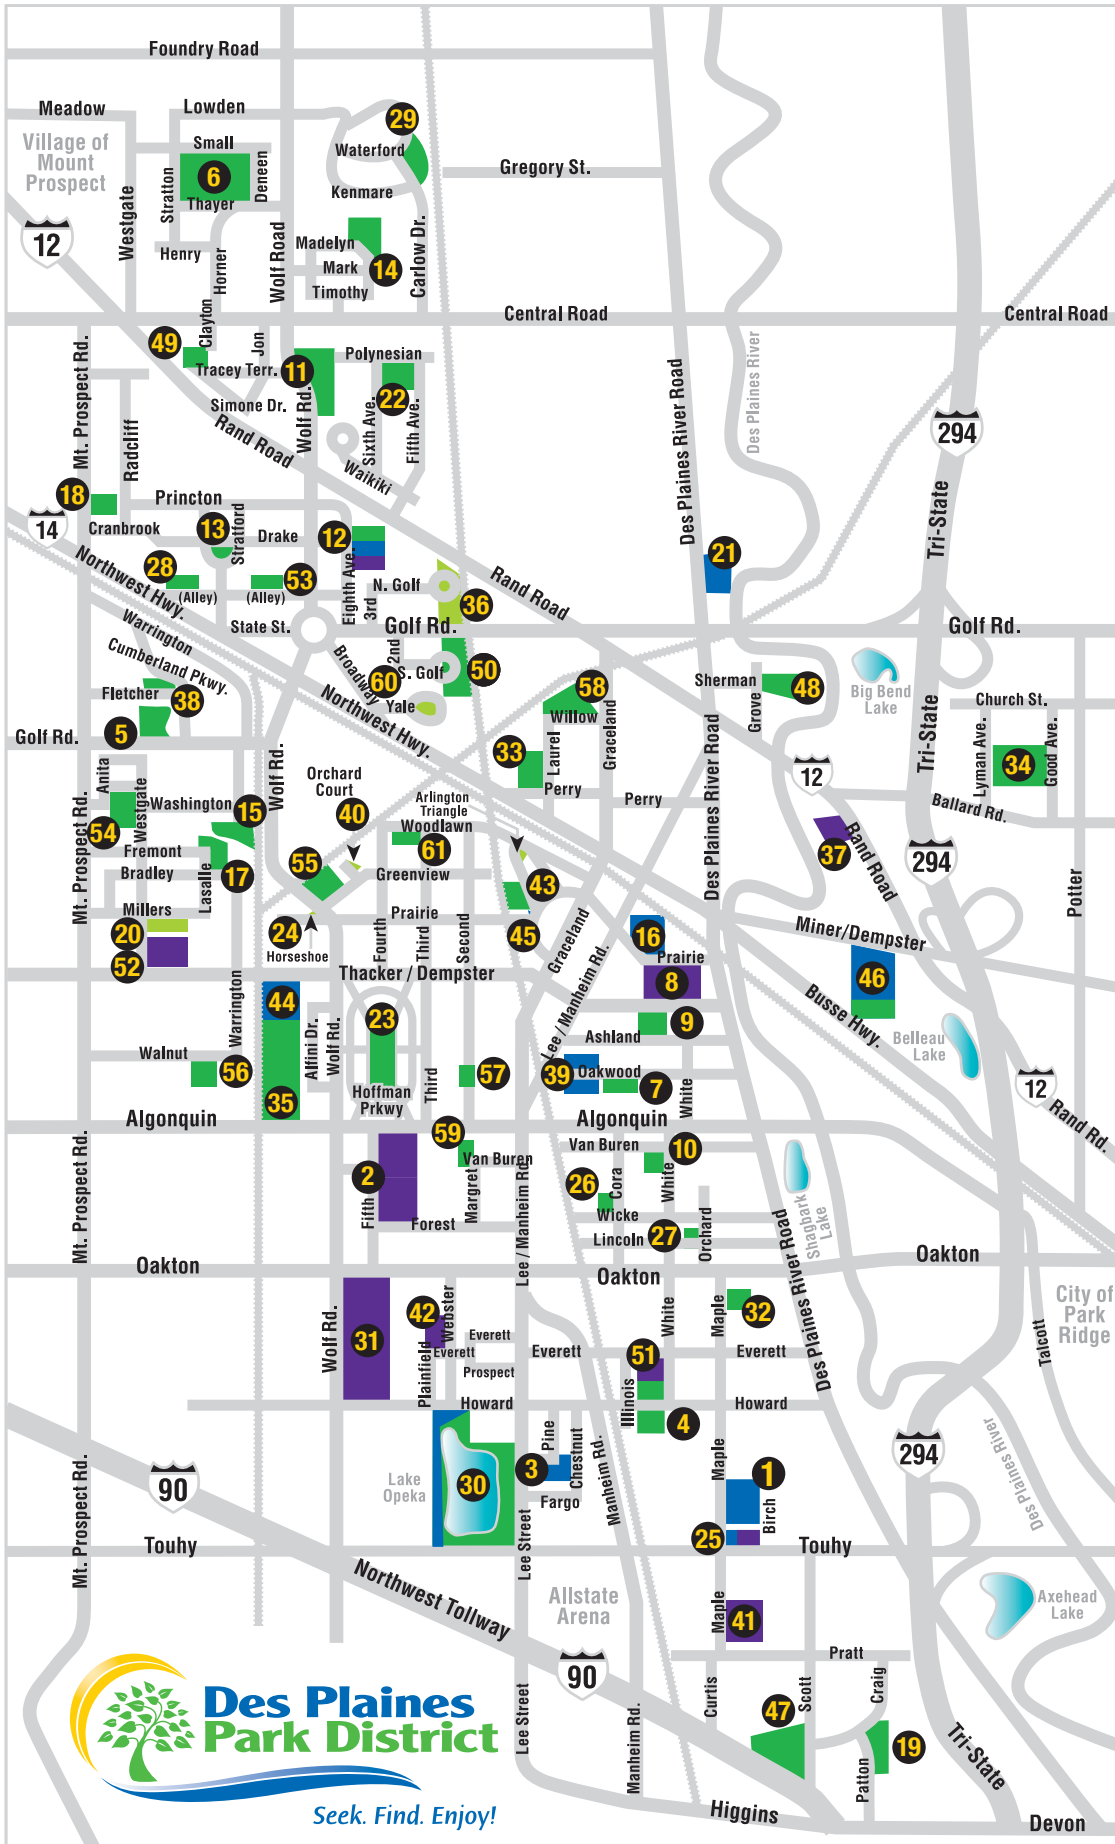 Foundry Road
Meadow
Lowden
29
Village of
Mount
Prospect
Small
Waterford
Gregory St.
6
Stratton
Deneen
Thayer
Kenmare
Westgate
12
Henry
Horner
Wolf Road
Madelyn
Mark
14
Timothy
Carlow Dr.
Central Road
Central Road
49
Clayton
Jon
Polynesian
Mt. Prospect Rd.
Tracey Terr.
11
Simone Dr.
22
Wolf Rd.
Sixth Ave.
Fifth Ave.
Des Plaines River Road
Des Plaines River
Rand Road
294
Radcliff
Waikiki
18
Princton
14
Cranbrook
13
Stratford
Drake
12
Des Plaines River Road
Tri-State
21
Northwest Hwy.
28
(Alley)
53
(Alley)
Eighth Ave.
3rd
N. Golf
36
Rand Road
Warrington
State St.
Golf Rd.
Golf Rd.
Cumberland Pkwy.
Broadway
2nd
S. Golf
50
60
Yale
58
Willow
Sherman
48
Grove
Big Bend
Lake
Church St.
Fletcher
38
5
Golf Rd.
Northwest Hwy.
Laurel
Graceland
33
Perry
Perry
Des Plaines River Road
Tri-State
Lyman Ave.
34
Good Ave.
12
Ballard Rd.
Anita
Westgate
Washington
15
Wolf Rd.
Orchard
Court
40
Arlington
Triangle
Woodlawn
61
54
Mt. Prospect Rd.
Fremont
Bradley
Lasalle
17
55
Greenview
43
37
Rand Road
294
Potter
Millers
20
52
24
Horseshoe
Prairie
Fourth
Third
Second
45
Graceland
16
Prairie
8
Miner/Dempster
46
Thacker / Dempster
Lee / Manheim Rd.
Busse Hwy.
Warrington
44
Alfini Dr.
Wolf Rd.
23
Ashland
9
Belleau
Lake
Walnut
56
35
Hoffman
Prkwy
Third
57
39
Oakwood
7
White
12
Rand Rd.
Algonquin
Algonquin
59
Van Buren
Van Buren
10
Mt. Prospect Rd.
2
Fifth
Margret
26
Cora
White
Wicke
Forest
Lincoln
27
Orchard
Shagbark
Lake
Lee / Manheim Rd.
Des Plaines River Road
Oakton
Oakton
Oakton
City of
Park
Ridge
Wolf Rd.
31
42
Webster
Plainfield
Everett
Everett
Prospect
Everett
White
Maple
32
51
Everett
Talcott
Howard
Illinois
4
Howard
Des Plaines River
294
Mt. Prospect Rd.
90
Lake
Opeka
30
3
Pine
Chestnut
Fargo
Manheim Rd.
Maple
1
Birch
25
Touhy
Touhy
Lee Street
Northwest Tollway
Allstate
Arena
90
Maple
41
Axehead
Lake
Pratt
Curtis
Scott
Craig
47
19
Patton
Tri-State
Lee Street
Manheim Rd.
Higgins
Devon
Des Plaines
Park District
Seek. Find. Enjoy!